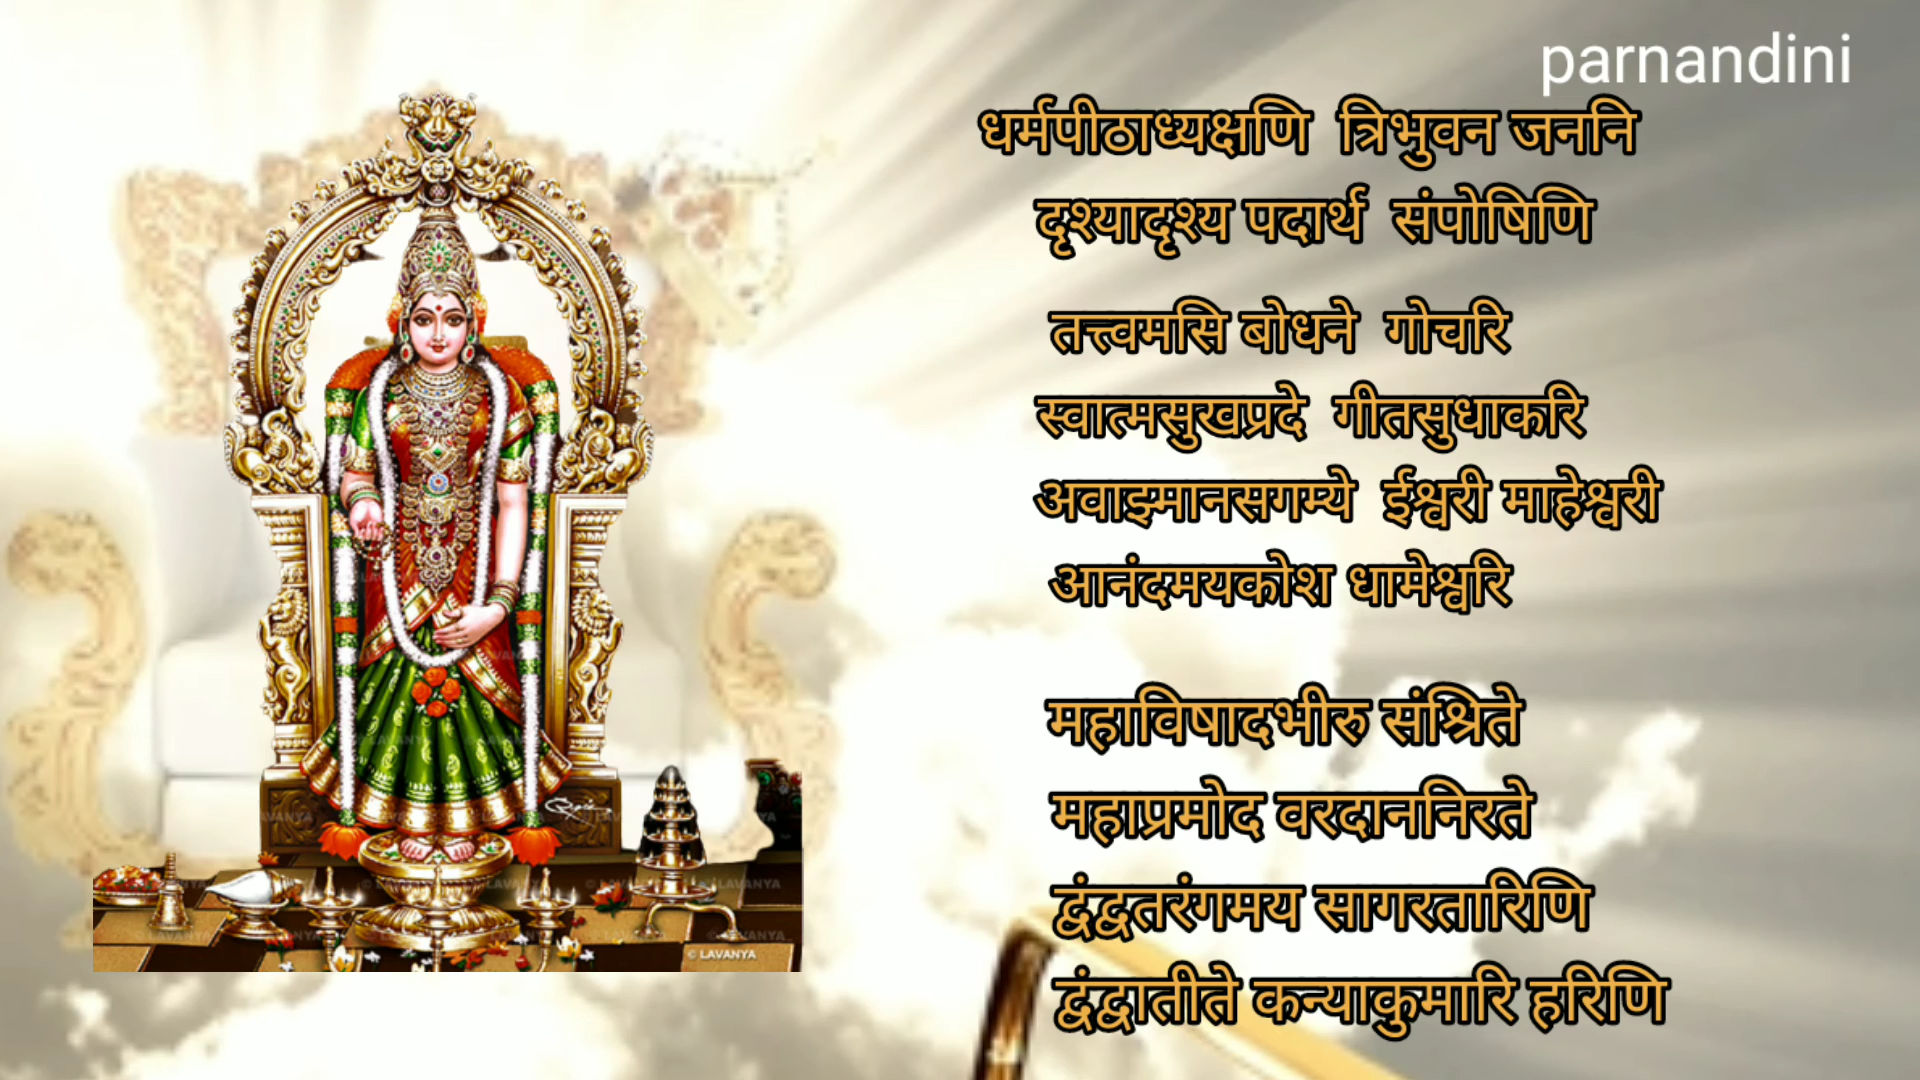 parnandini
धर्मपीठाध्यक्षणि त्रिभुवन जननि
दृश्यादृश्य पदार्थ संपोषिणि
तत्त्वमसि बोधने गोचरि
स्वात्मसुखप्रदे गीतसुधाकरि
अवाङ्मानसगम्ये ईश्वरी माहेश्वरी
आनंदमयकोश धामेश्वरि
महाविषादभीरु संश्रिते
महाप्रमोद वरदाननिरते
द्वंद्वतरंगमय सागरतारिणि
द्वंद्वातीते कन्याकुमारि हरिणि
© LAVANYA